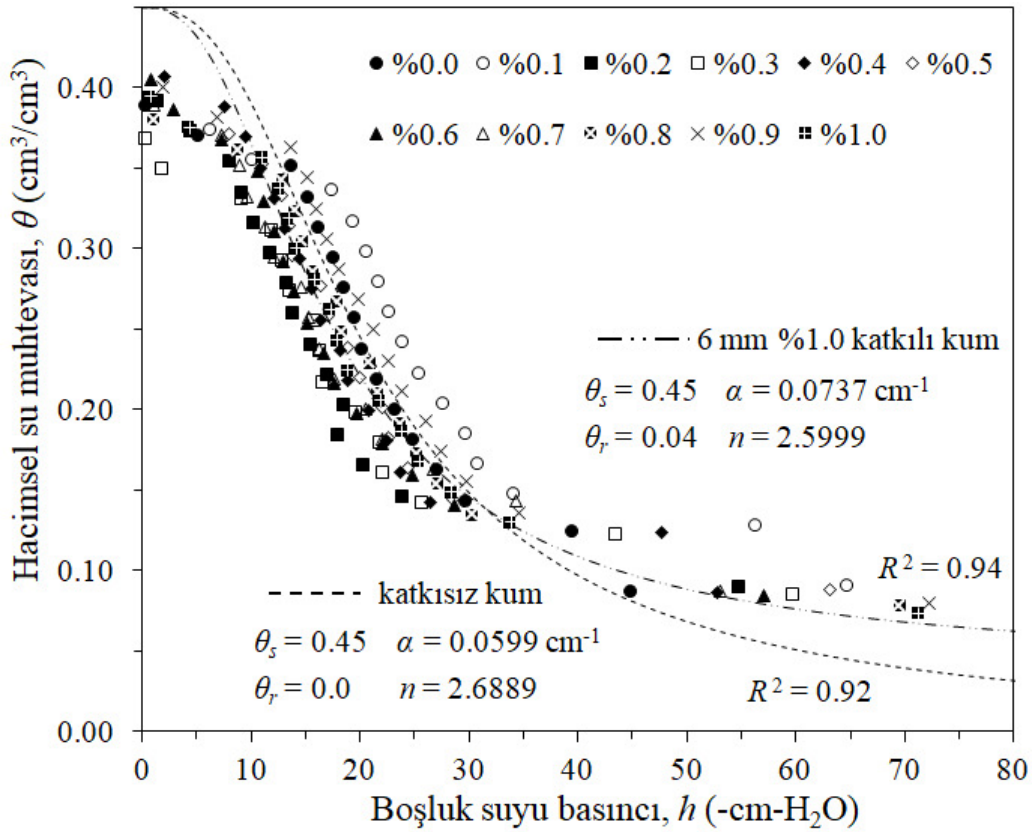 Hacimsel su muhtevası, θ (cm³/cm³)
0.40
0.30
0.20
0.10
0.00
%0.0 %0.1 %0.2 %0.3 %0.4 %0.5
%0.6 %0.7 %0.8 %0.9 %1.0
6 mm %1.0 katkılı kum
θs = 0.45 α = 0.0737 cm⁻¹
θr = 0.04 n = 2.5999
R² = 0.94
katkısız kum
θs = 0.45 α = 0.0599 cm⁻¹
θr = 0.0 n = 2.6889
R² = 0.92
0 10 20 30 40 50 60 70 80
Boşluk suyu basıncı, h (-cm-H₂O)